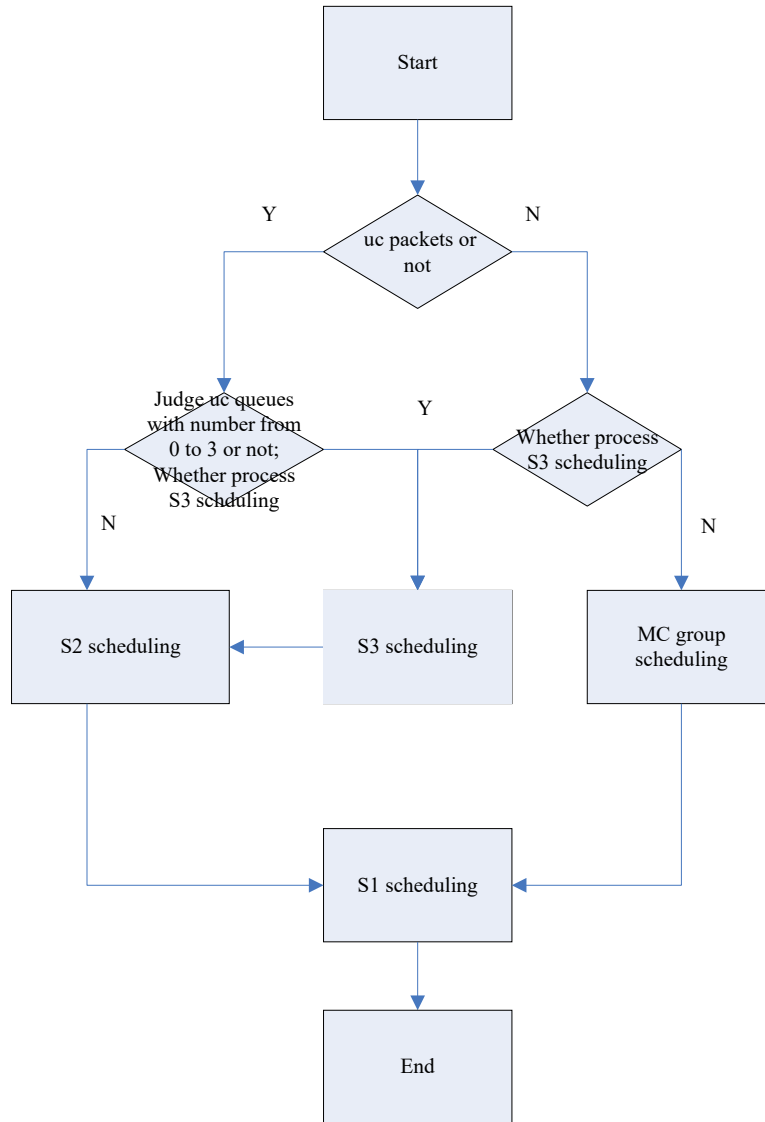 Start
Y
N
uc packets or
not
Judge uc queues
with number from
0 to 3 or not;
Whether process
S3 schduling
Y
Whether process
S3 scheduling
N
N
S2 scheduling
S3 scheduling
MC group
scheduling
S1 scheduling
End